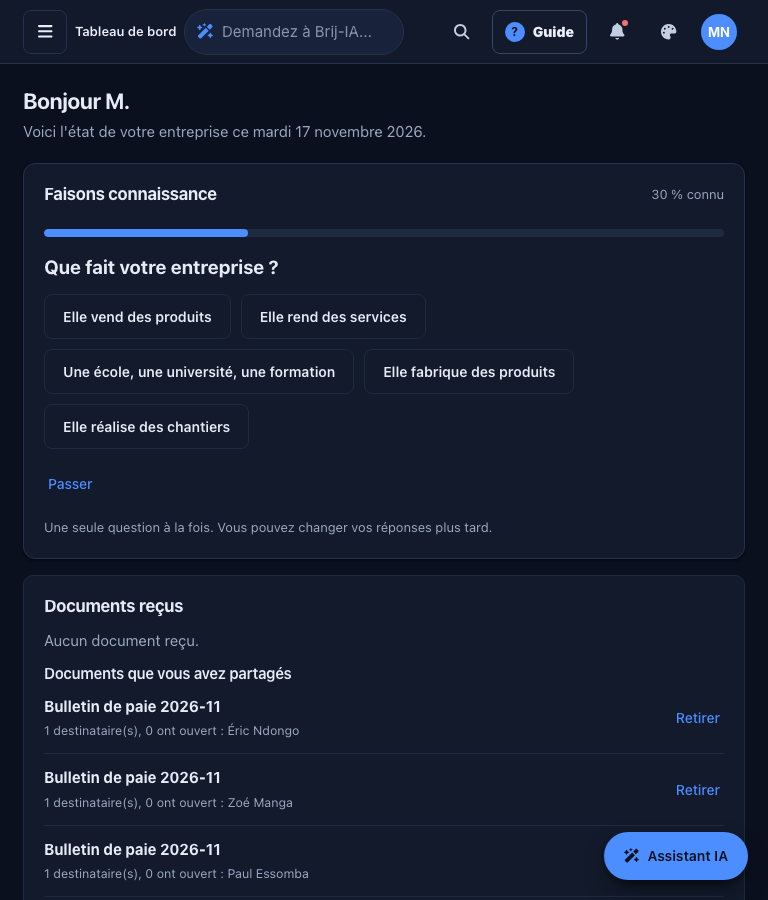 Tableau de bord
Demandez à Brij-IA...
? Guide
MN
Bonjour M.
Voici l'état de votre entreprise ce mardi 17 novembre 2026.
Faisons connaissance
30 % connu
Que fait votre entreprise ?
Elle vend des produits
Elle rend des services
Une école, une université, une formation
Elle fabrique des produits
Elle réalise des chantiers
Passer
Une seule question à la fois. Vous pouvez changer vos réponses plus tard.
Documents reçus
Aucun document reçu.
Documents que vous avez partagés
Bulletin de paie 2026-11
1 destinataire(s), 0 ont ouvert : Éric Ndongo
Retirer
Bulletin de paie 2026-11
1 destinataire(s), 0 ont ouvert : Zoé Manga
Retirer
Bulletin de paie 2026-11
1 destinataire(s), 0 ont ouvert : Paul Essomba
Assistant IA